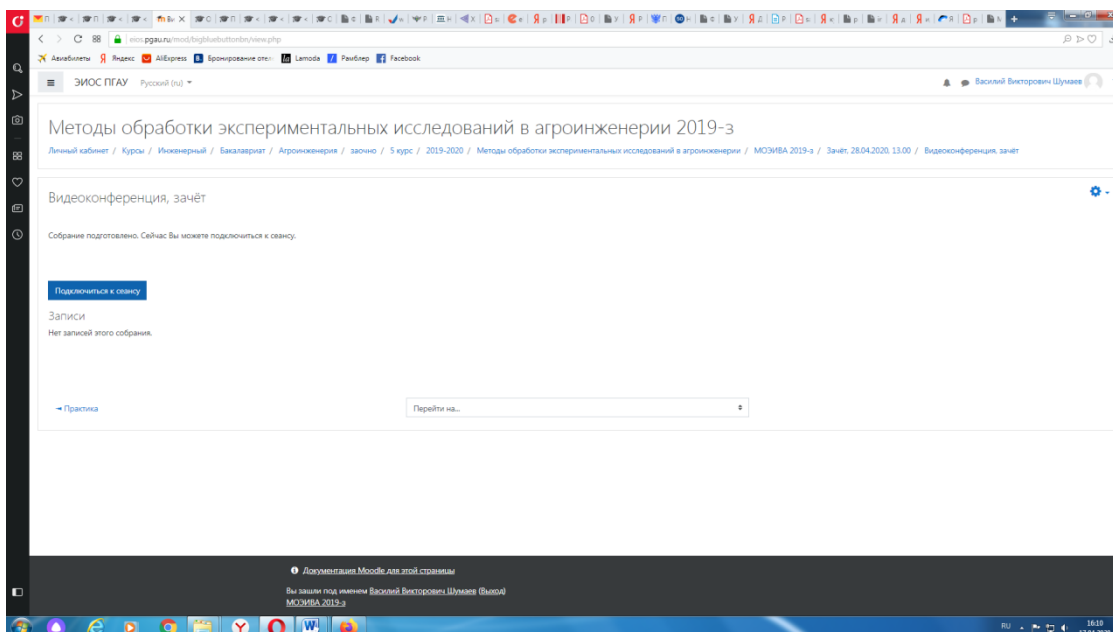 eios.pgau.ru/mod/bigbluebuttonbn/view.php
Авиабилеты Яндекс AliExpress Бронирование отел Lamoda Рамблер Facebook
ЭИОС ПГАУ Русский (ru) Василий Викторович Шумаев
Методы обработки экспериментальных исследований в агроинженерии 2019-з
Личный кабинет / Курсы / Инженерный / Бакалавриат / Агроинженерия / заочно / 5 курс / 2019-2020 / Методы обработки экспериментальных исследований в агроинженерии / МОЭИВА 2019-з / Зачёт, 28.04.2020, 13.00 / Видеоконференция, зачёт
Видеоконференция, зачёт
Собрание подготовлено. Сейчас Вы можете подключиться к сеансу.
Подключиться к сеансу
Записи
Нет записей этого собрания.
→ Практика Перейти на...
Документация Moodle для этой страницы
Вы зашли под именем Василий Викторович Шумаев (Выход)
МОЭИВА 2019-з
RU 16:10